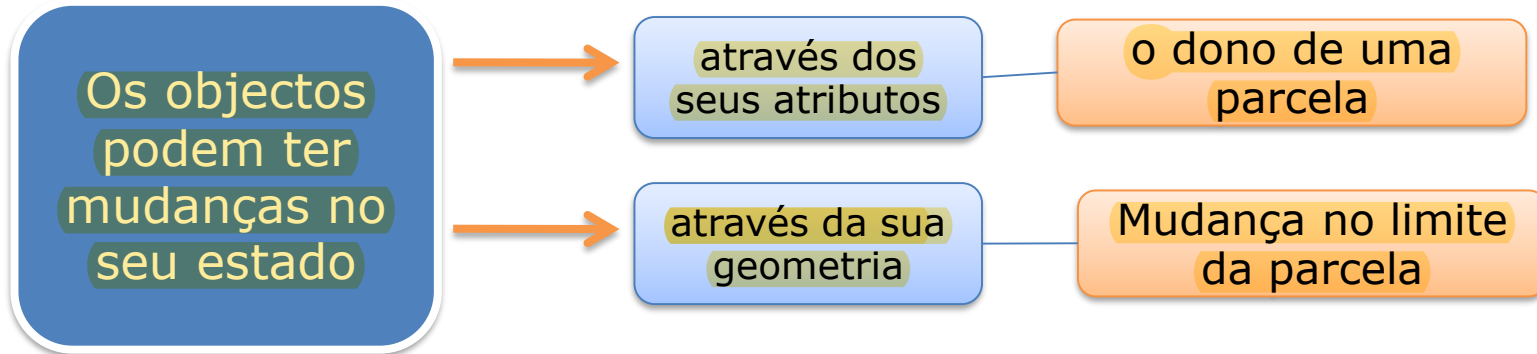 Os objectos
podem ter
mudanças no
seu estado
através dos
seus atributos
o dono de uma
parcela
através da sua
geometria
Mudança no limite
da parcela